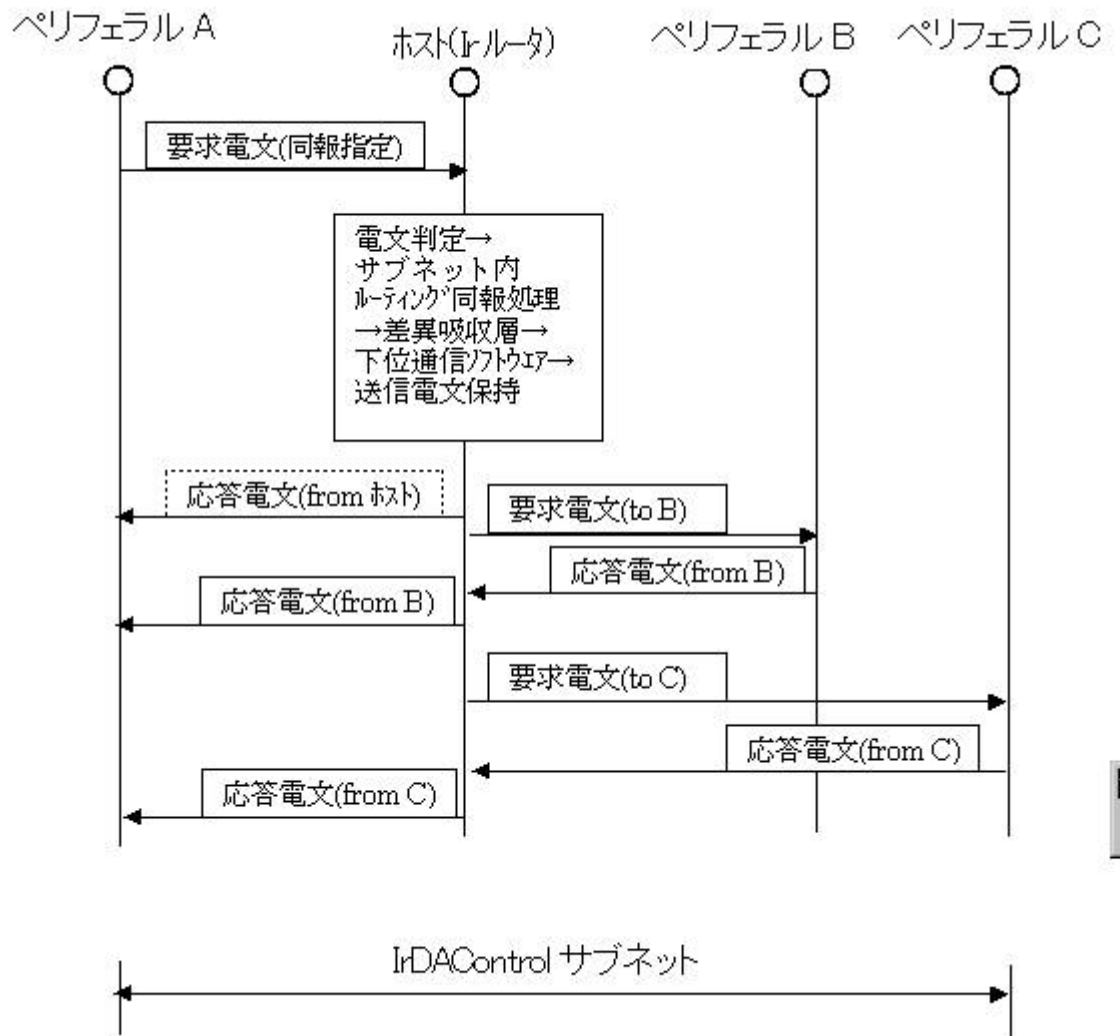 ペリフェラル A
ホスト(Ir ルータ)
ペリフェラル B
ペリフェラル C
要求電文(同報指定)
電文判定→
サブネット内
ﾙｰﾃｨﾝｸﾞ同報処理
→差異吸収層→
下位通信ｿﾌﾄｳｴｱ→
送信電文保持
応答電文(from ﾎｽﾄ)
要求電文(to B)
応答電文(from B)
応答電文(from B)
要求電文(to C)
応答電文(from C)
応答電文(from C)
IrDAControl サブネット